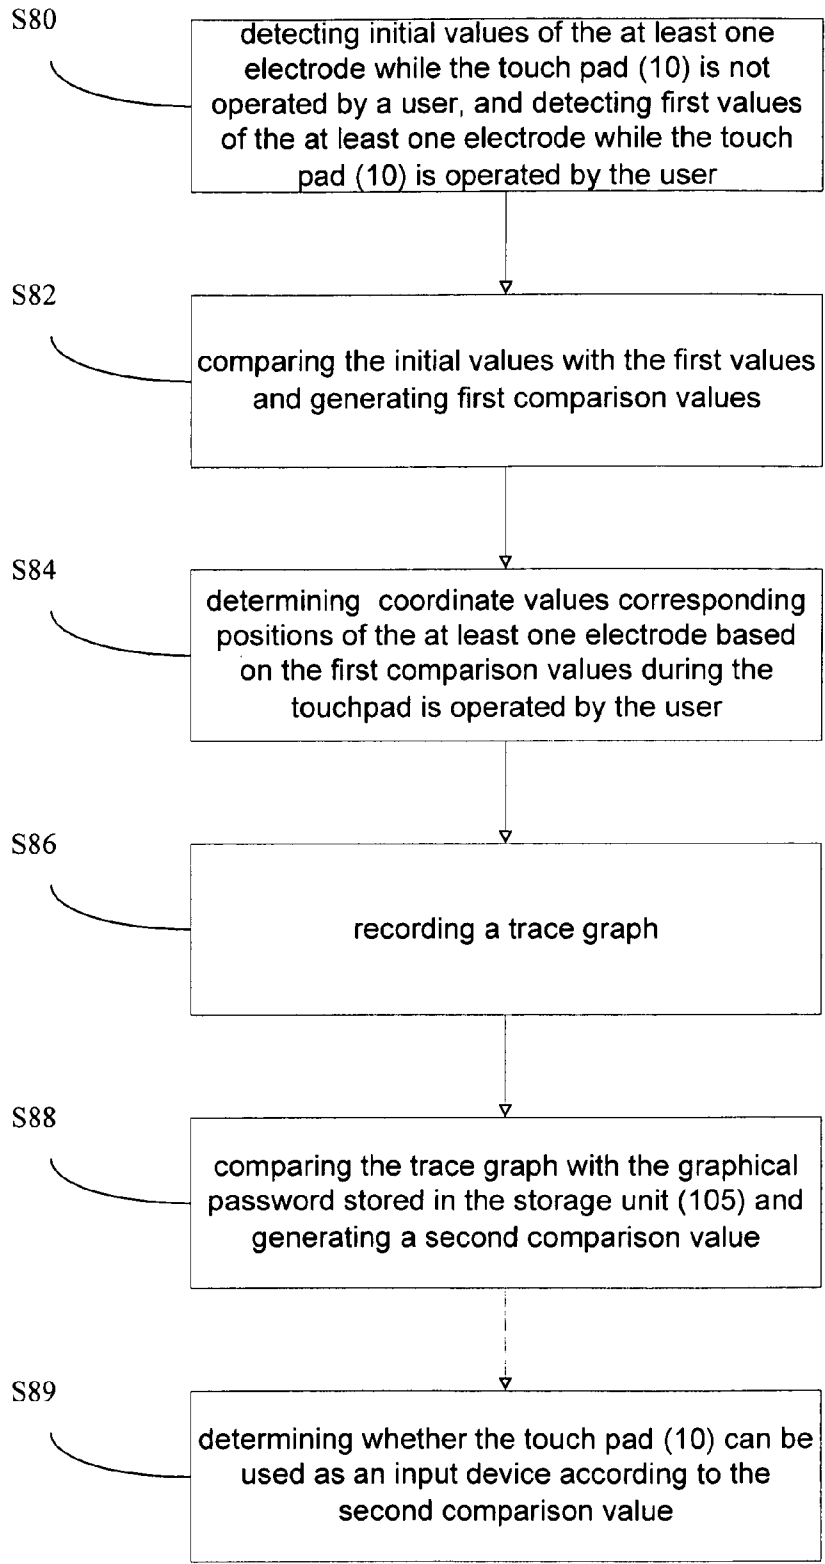 S80
detecting initial values of the at least one
electrode while the touch pad (10) is not
operated by a user, and detecting first values
of the at least one electrode while the touch
pad (10) is operated by the user
S82
comparing the initial values with the first values
and generating first comparison values
S84
determining coordinate values corresponding
positions of the at least one electrode based
on the first comparison values during the
touchpad is operated by the user
S86
recording a trace graph
S88
comparing the trace graph with the graphical
password stored in the storage unit (105) and
generating a second comparison value
S89
determining whether the touch pad (10) can be
used as an input device according to the
second comparison value